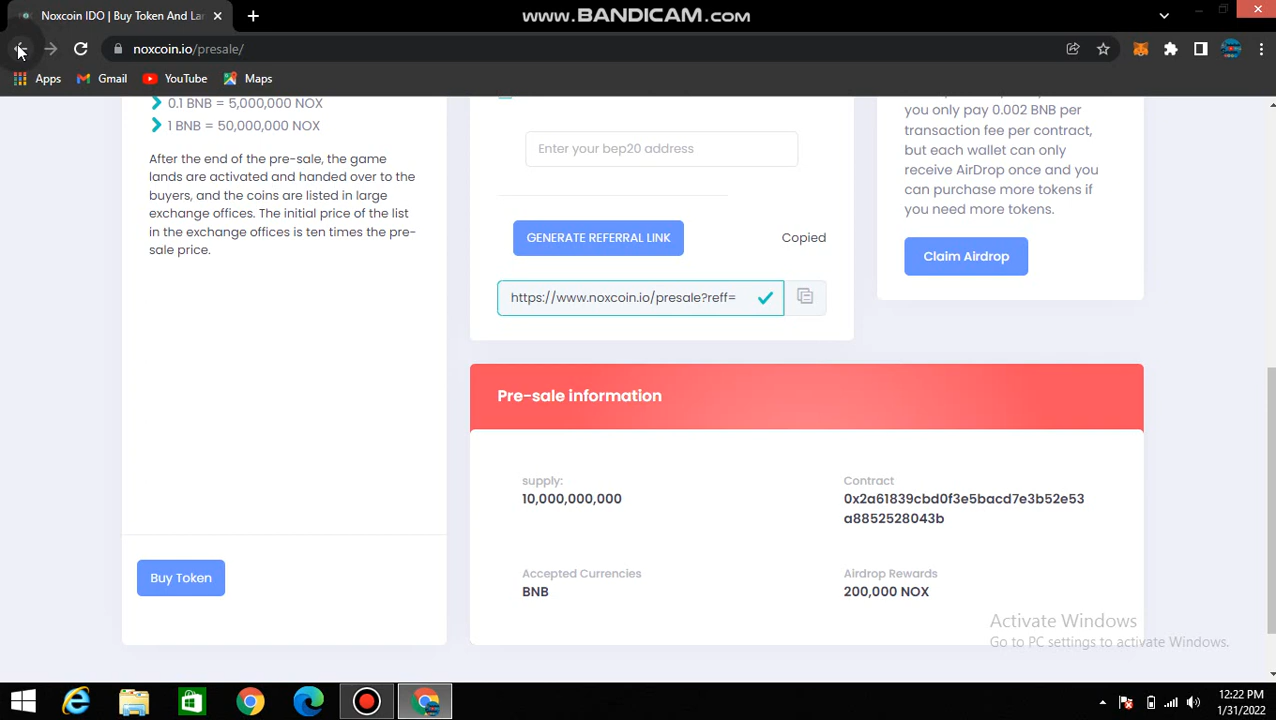 www.BANDICAM.com
Noxcoin IDO | Buy Token And Lar
noxcoin.io/presale/
Apps
Gmail
YouTube
Maps
0.1 BNB = 5,000,000 NOX
1 BNB = 50,000,000 NOX
After the end of the pre-sale, the game
lands are activated and handed over to the
buyers, and the coins are listed in large
exchange offices. The initial price of the list
in the exchange offices is ten times the pre-
sale price.
Buy Token
Enter your bep20 address
GENERATE REFERRAL LINK
Copied
https://www.noxcoin.io/presale?reff=
you only pay 0.002 BNB per
transaction fee per contract,
but each wallet can only
receive AirDrop once and you
can purchase more tokens if
you need more tokens.
Claim Airdrop
Pre-sale information
supply:
10,000,000,000
Contract
0x2a61839cbd0f3e5bacd7e3b52e53
a8852528043b
Accepted Currencies
BNB
Airdrop Rewards
200,000 NOX
Activate Windows
Go to PC settings to activate Windows.
12:22 PM
1/31/2022